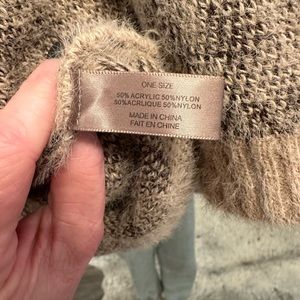 ONE SIZE
50% ACRYLIC 50%NYLON
50%ACRLIQUE 50%NYLON
MADE IN CHINA
FAIT EN CHINE